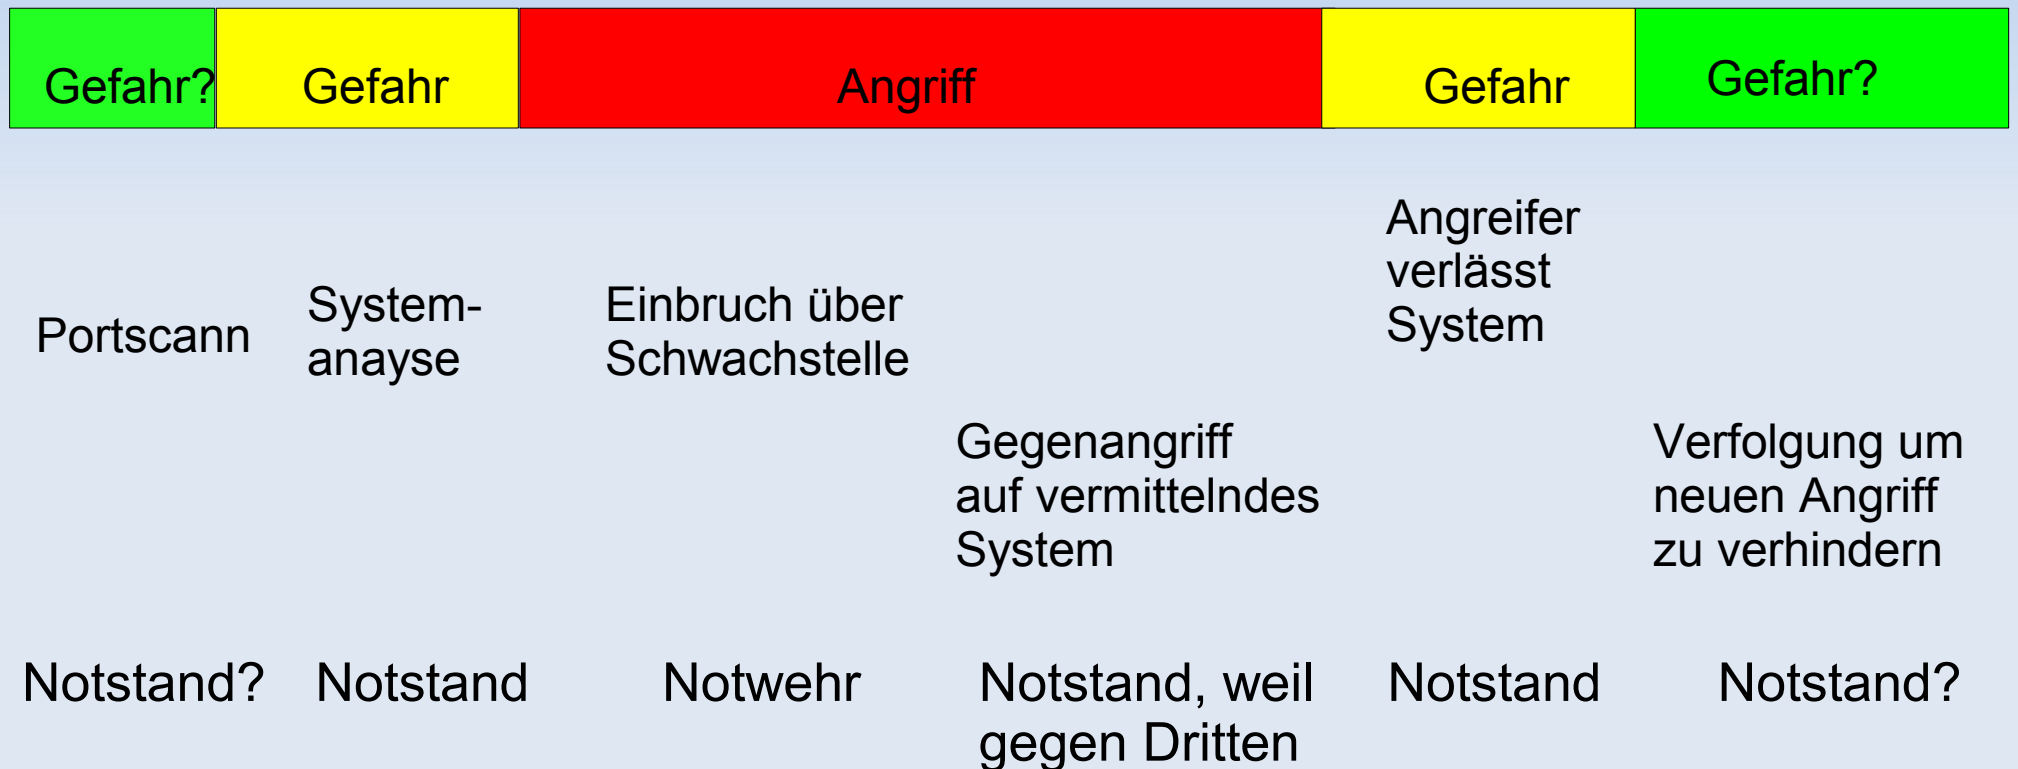 Gefahr?
Gefahr
Angriff
Gefahr
Gefahr?
Portscann
System-
anayse
Einbruch über
Schwachstelle
Gegenangriff
auf vermittelndes
System
Angreifer
verlässt
System
Verfolgung um
neuen Angriff
zu verhindern
Notstand?
Notstand
Notwehr
Notstand, weil
gegen Dritten
Notstand
Notstand?